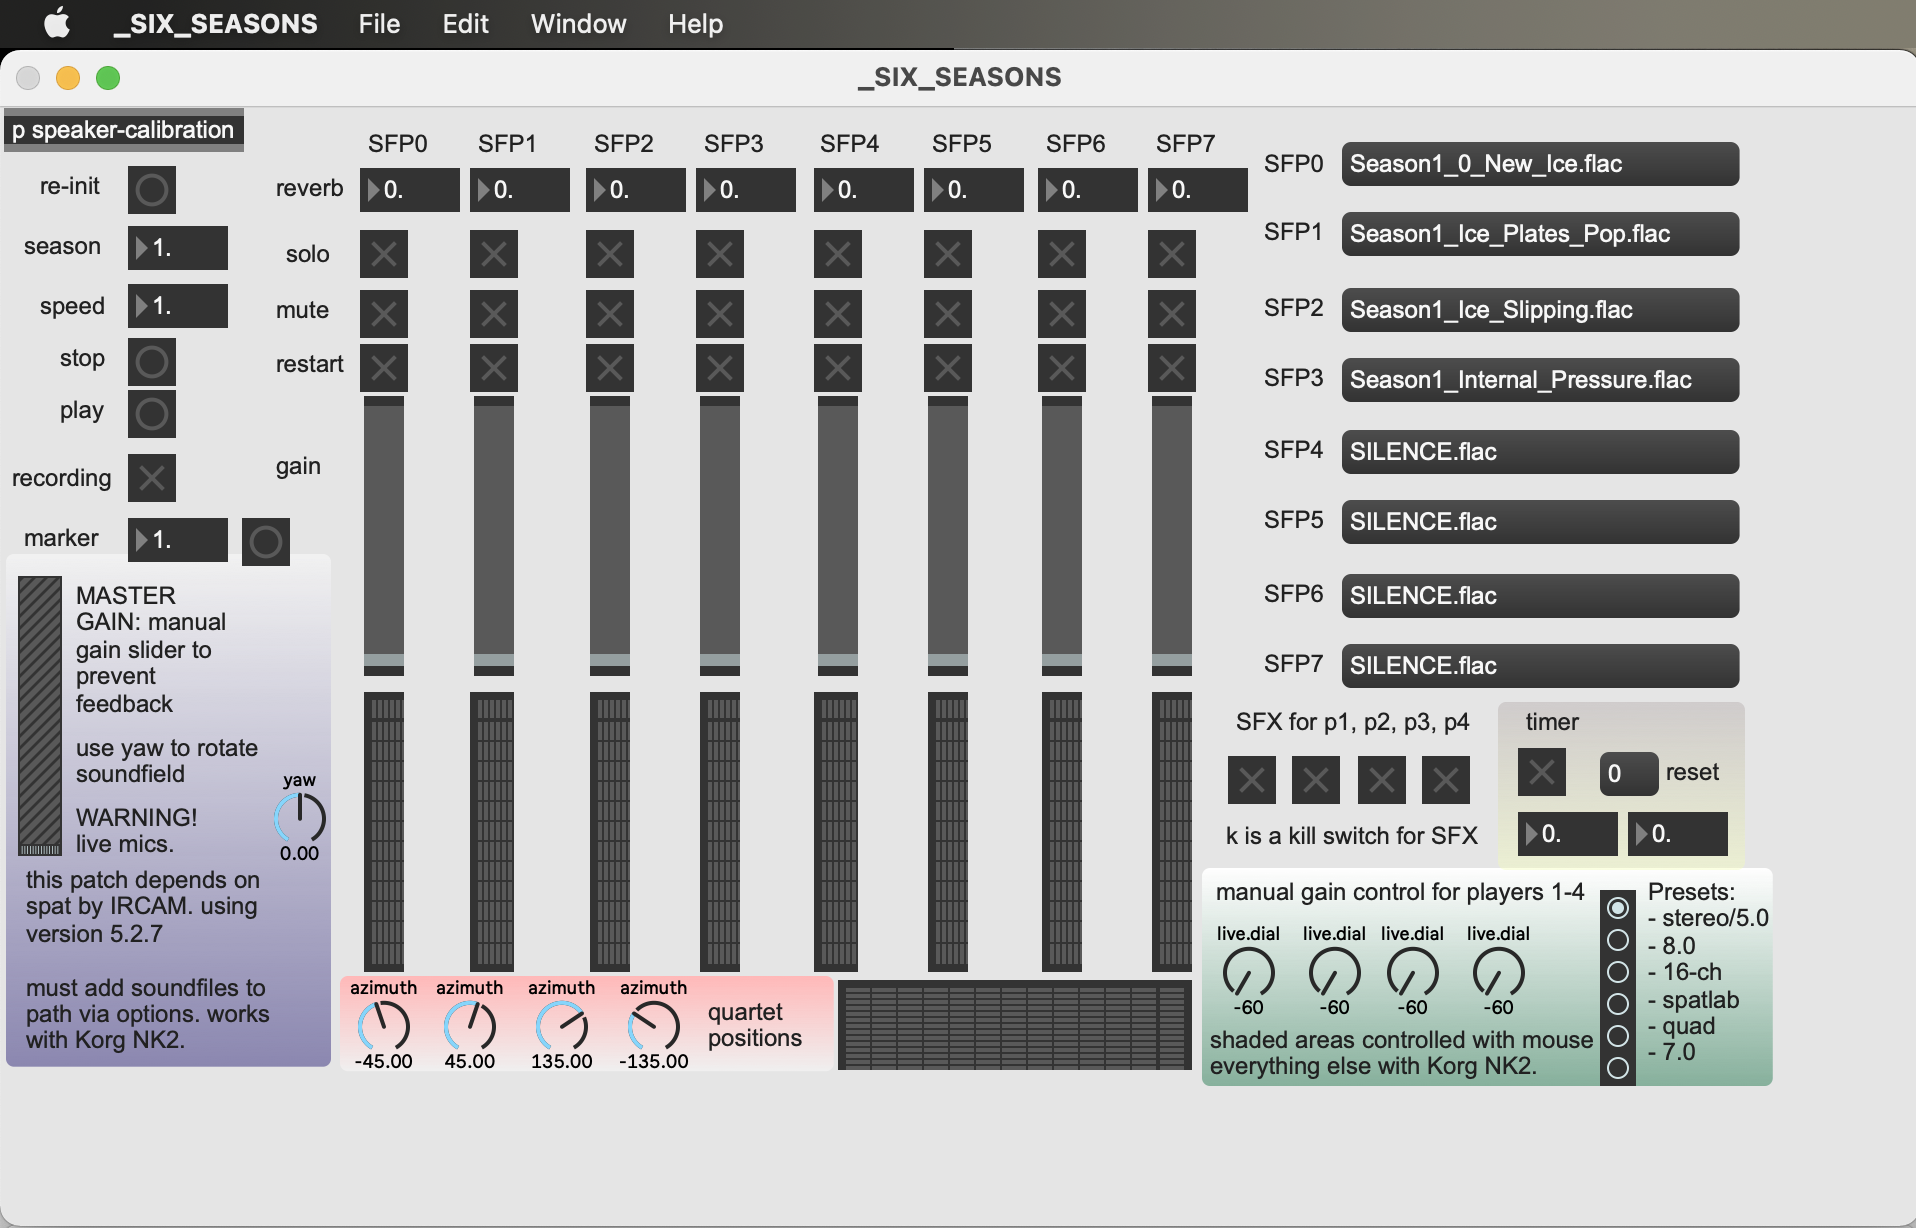 _SIX_SEASONS File Edit Window Help
_SIX_SEASONS
p speaker-calibration
re-init
season 1.
speed 1.
stop
play
recording
marker 1.
MASTER
GAIN: manual
gain slider to
prevent
feedback
use yaw to rotate
soundfield
yaw
0.00
WARNING!
live mics.
this patch depends on
spat by IRCAM. using
version 5.2.7
must add soundfiles to
path via options. works
with Korg NK2.
SFP0 SFP1 SFP2 SFP3 SFP4 SFP5 SFP6 SFP7
reverb 0. 0. 0. 0. 0. 0. 0. 0.
solo
mute
restart
gain
azimuth azimuth azimuth azimuth
-45.00 45.00 135.00 -135.00
quartet
positions
SFP0 Season1_0_New_Ice.flac
SFP1 Season1_Ice_Plates_Pop.flac
SFP2 Season1_Ice_Slipping.flac
SFP3 Season1_Internal_Pressure.flac
SFP4 SILENCE.flac
SFP5 SILENCE.flac
SFP6 SILENCE.flac
SFP7 SILENCE.flac
SFX for p1, p2, p3, p4
k is a kill switch for SFX
timer
0 reset
0. 0.
manual gain control for players 1-4
live.dial live.dial live.dial live.dial
-60 -60 -60 -60
shaded areas controlled with mouse
everything else with Korg NK2.
Presets:
- stereo/5.0
- 8.0
- 16-ch
- spatlab
- quad
- 7.0